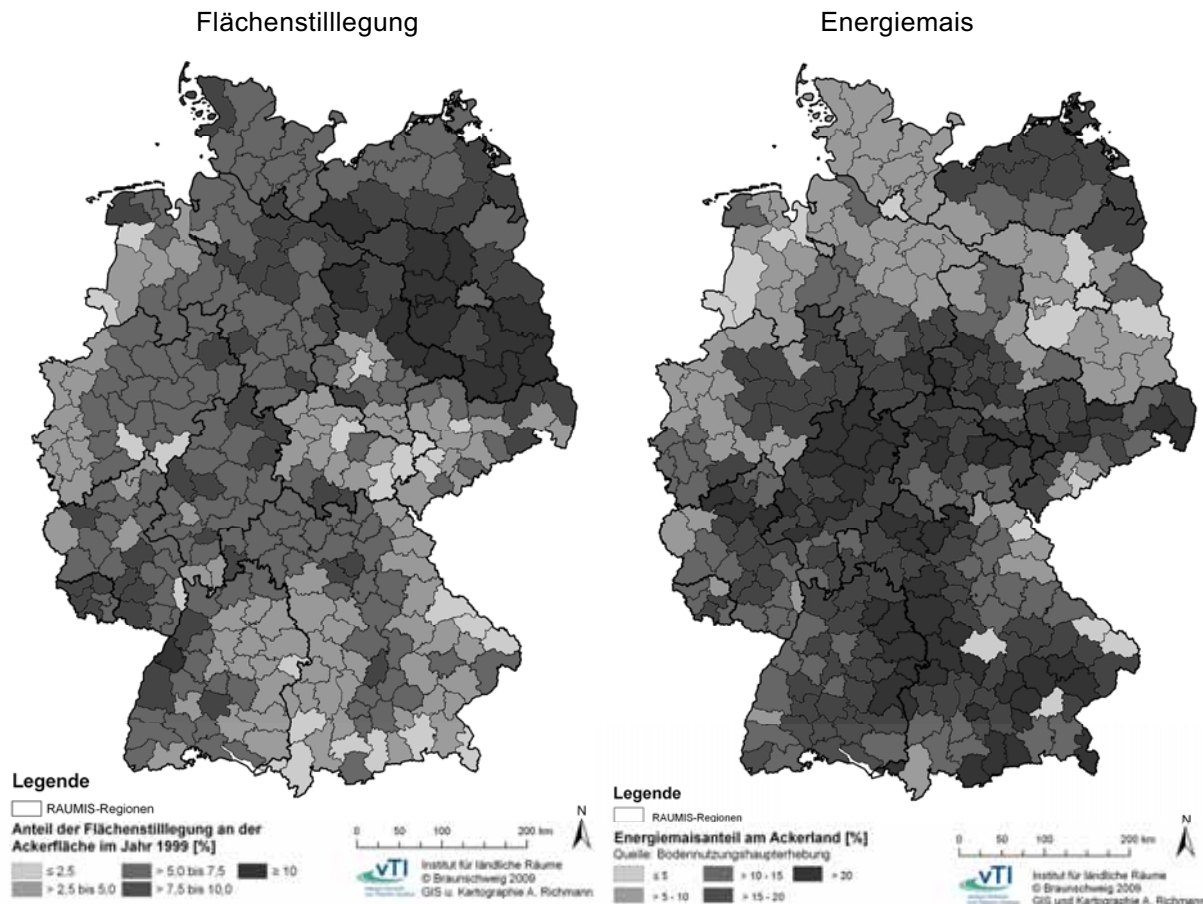 Flächenstilllegung
Energiemais
Legende
RAUMIS-Regionen
Anteil der Flächenstilllegung an der
Ackerfläche im Jahr 1999 [%]
≤ 2.5
> 5.0 bis 7,5
≥ 10
> 2.5 bis 5.0
> 7,5 bis 10,0
0 50 100 200 km
N
vTI
Institut für ländliche Räume
© Braunschweig 2009
GIS u. Kartographie A. Richmann
Legende
RAUMIS-Regionen
Energiemaisanteil am Ackerland [%]
Quelle: Bodennutzungshaupterhebung
≤ 5
> 10 - 15
> 20
> 5 - 10
> 15 - 20
0 50 100 200 km
N
vTI
Institut für ländliche Räume
© Braunschweig 2009
GIS und Kartographie A. Richmann